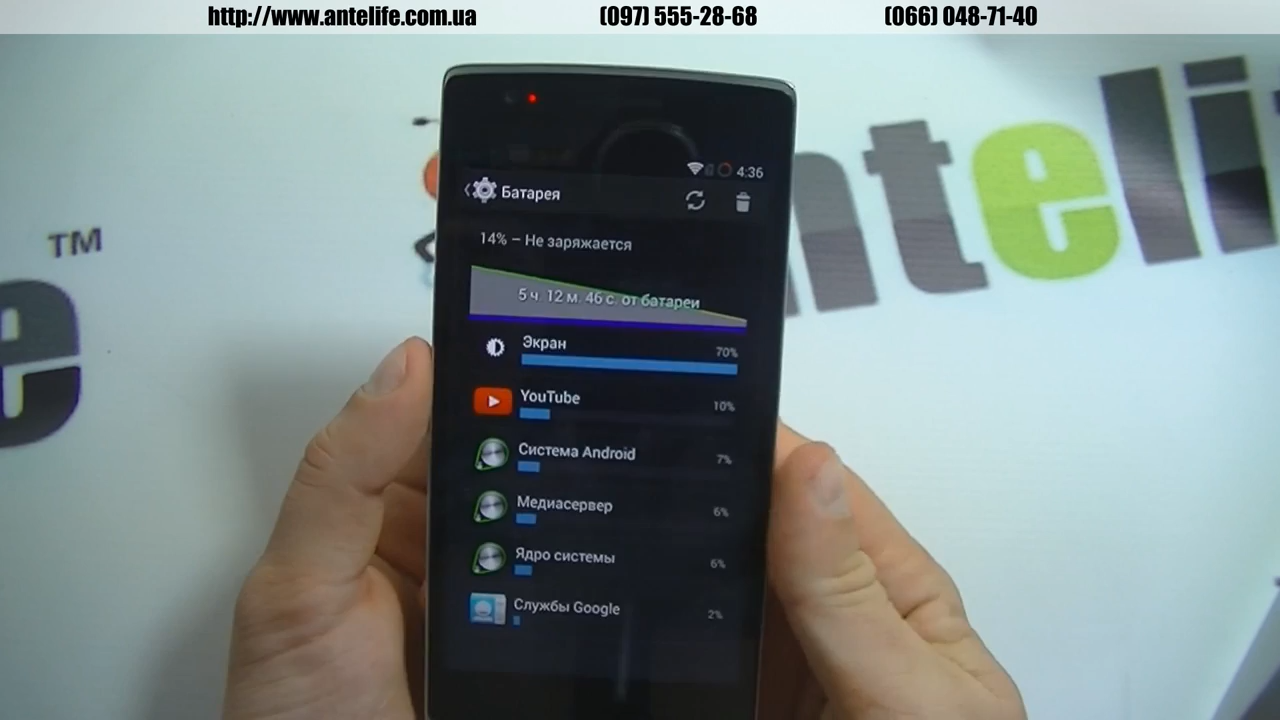 http://www.antelife.com.ua (097) 555-28-68 (066) 048-71-40
TM
e
anteli
4:36
Батарея
14% – Не заряжается
5 ч. 12 м. 46 с. от батареи
Экран 70%
YouTube 10%
Система Android 7%
Медиасервер 6%
Ядро системы 6%
Службы Google 2%